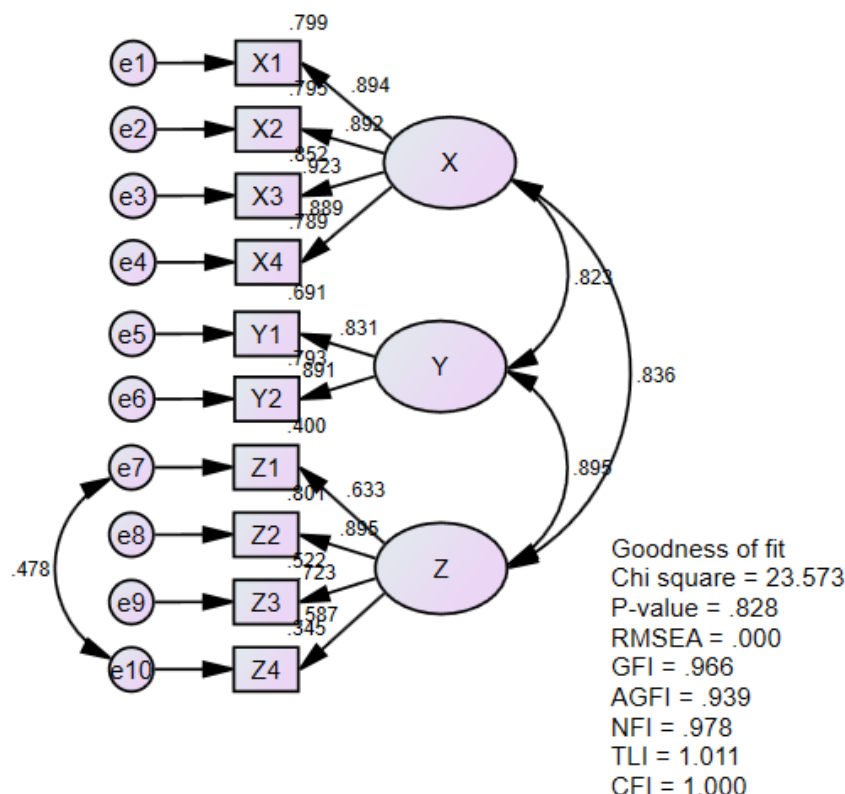 .799
e1 X1 .894
.795
e2 X2 .892 X
.852
.923
e3 X3 .889
.789
e4 X4 .823
.691
e5 Y1 .831
.793 Y
.891 .836
e6 Y2
.400
e7 Z1 .633 .895
.801
e8 Z2 .895
.522
.478 .723 Z
e9 Z3 .587
.345
e10 Z4
Goodness of fit
Chi square = 23.573
P-value = .828
RMSEA = .000
GFI = .966
AGFI = .939
NFI = .978
TLI = 1.011
CFI = 1.000